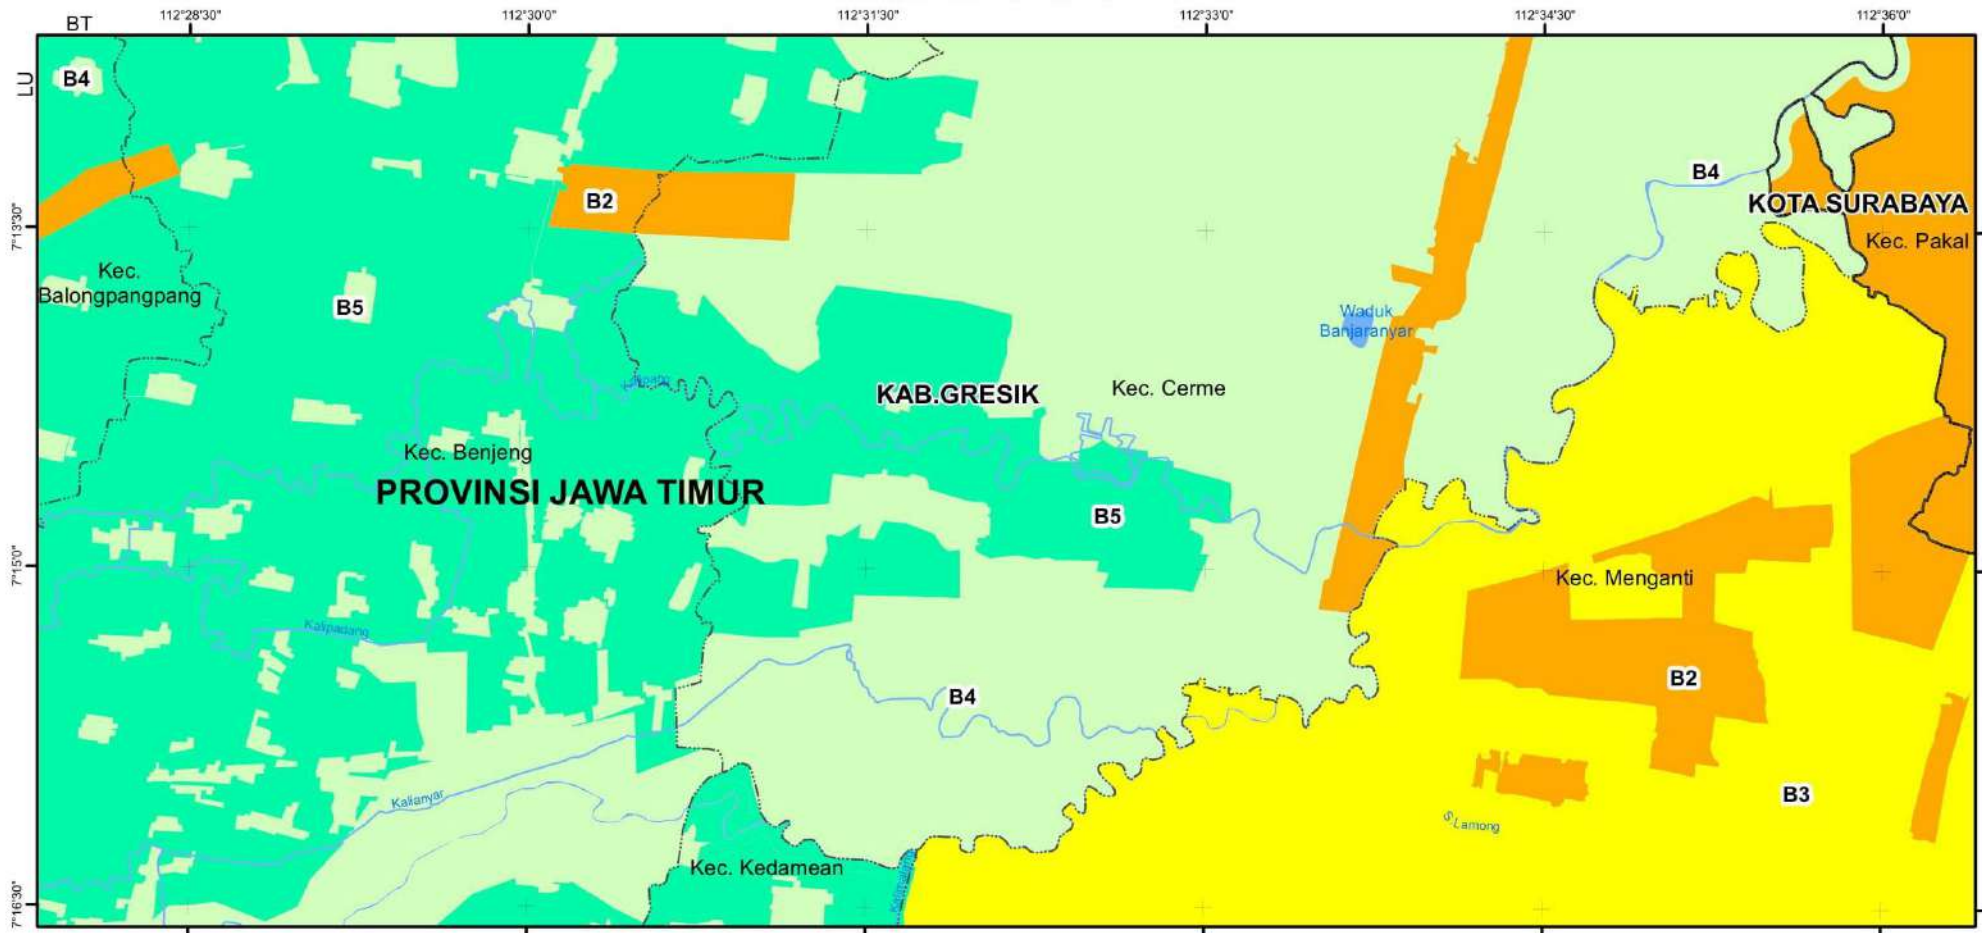 112°28'30"
112°30'0"
112°31'30"
112°33'0"
112°34'30"
112°36'0"
BT
LU
B4
B4
B2
KOTA SURABAYA
7°13'30"
Kec. Pakal
Kec.
Balongpangpang
B5
Waduk
Banjaranyar
KAB.GRESIK
Kec. Cerme
Kec. Benjeng
PROVINSI JAWA TIMUR
B5
7°15'0"
Kec. Menganti
Kalipadang
B2
B4
B3
Kalianyar
S Lamong
Kec. Kedamean
7°16'30"